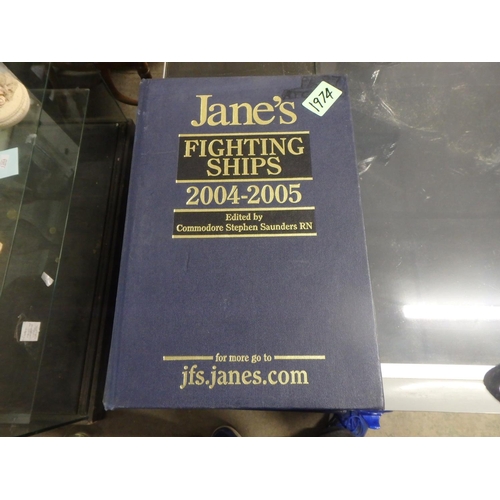 Jane's
1974
FIGHTING
SHIPS
2004-2005
Edited by
Commodore Stephen Saunders RN
for more go to
jfs.janes.com